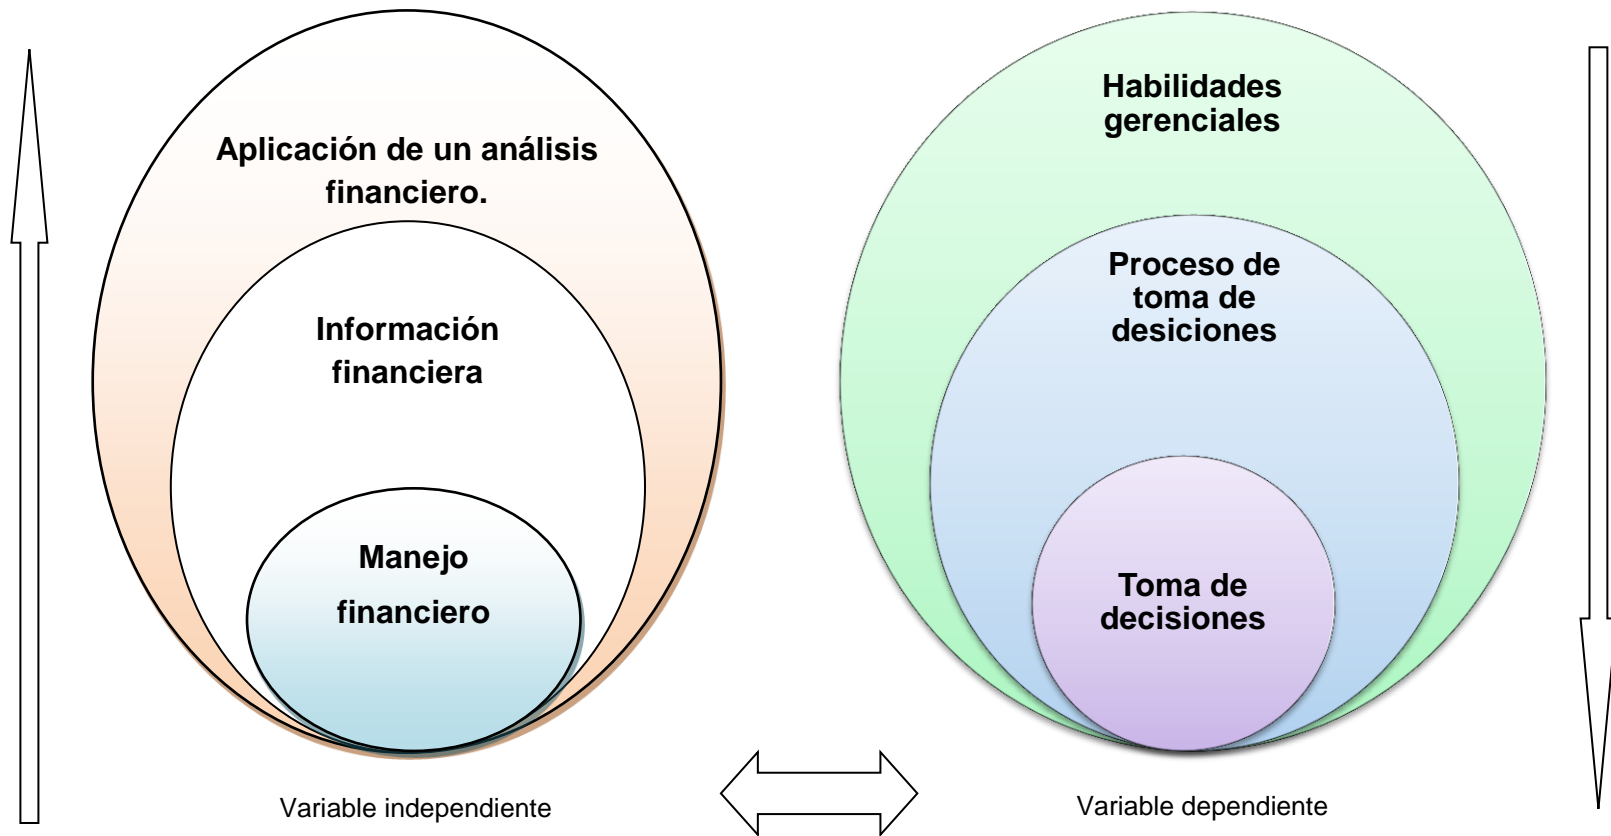 Aplicación de un análisis
financiero.
Información
financiera
Manejo
financiero
Variable independiente
Habilidades
gerenciales
Proceso de
toma de
desiciones
Toma de
decisiones
Variable dependiente